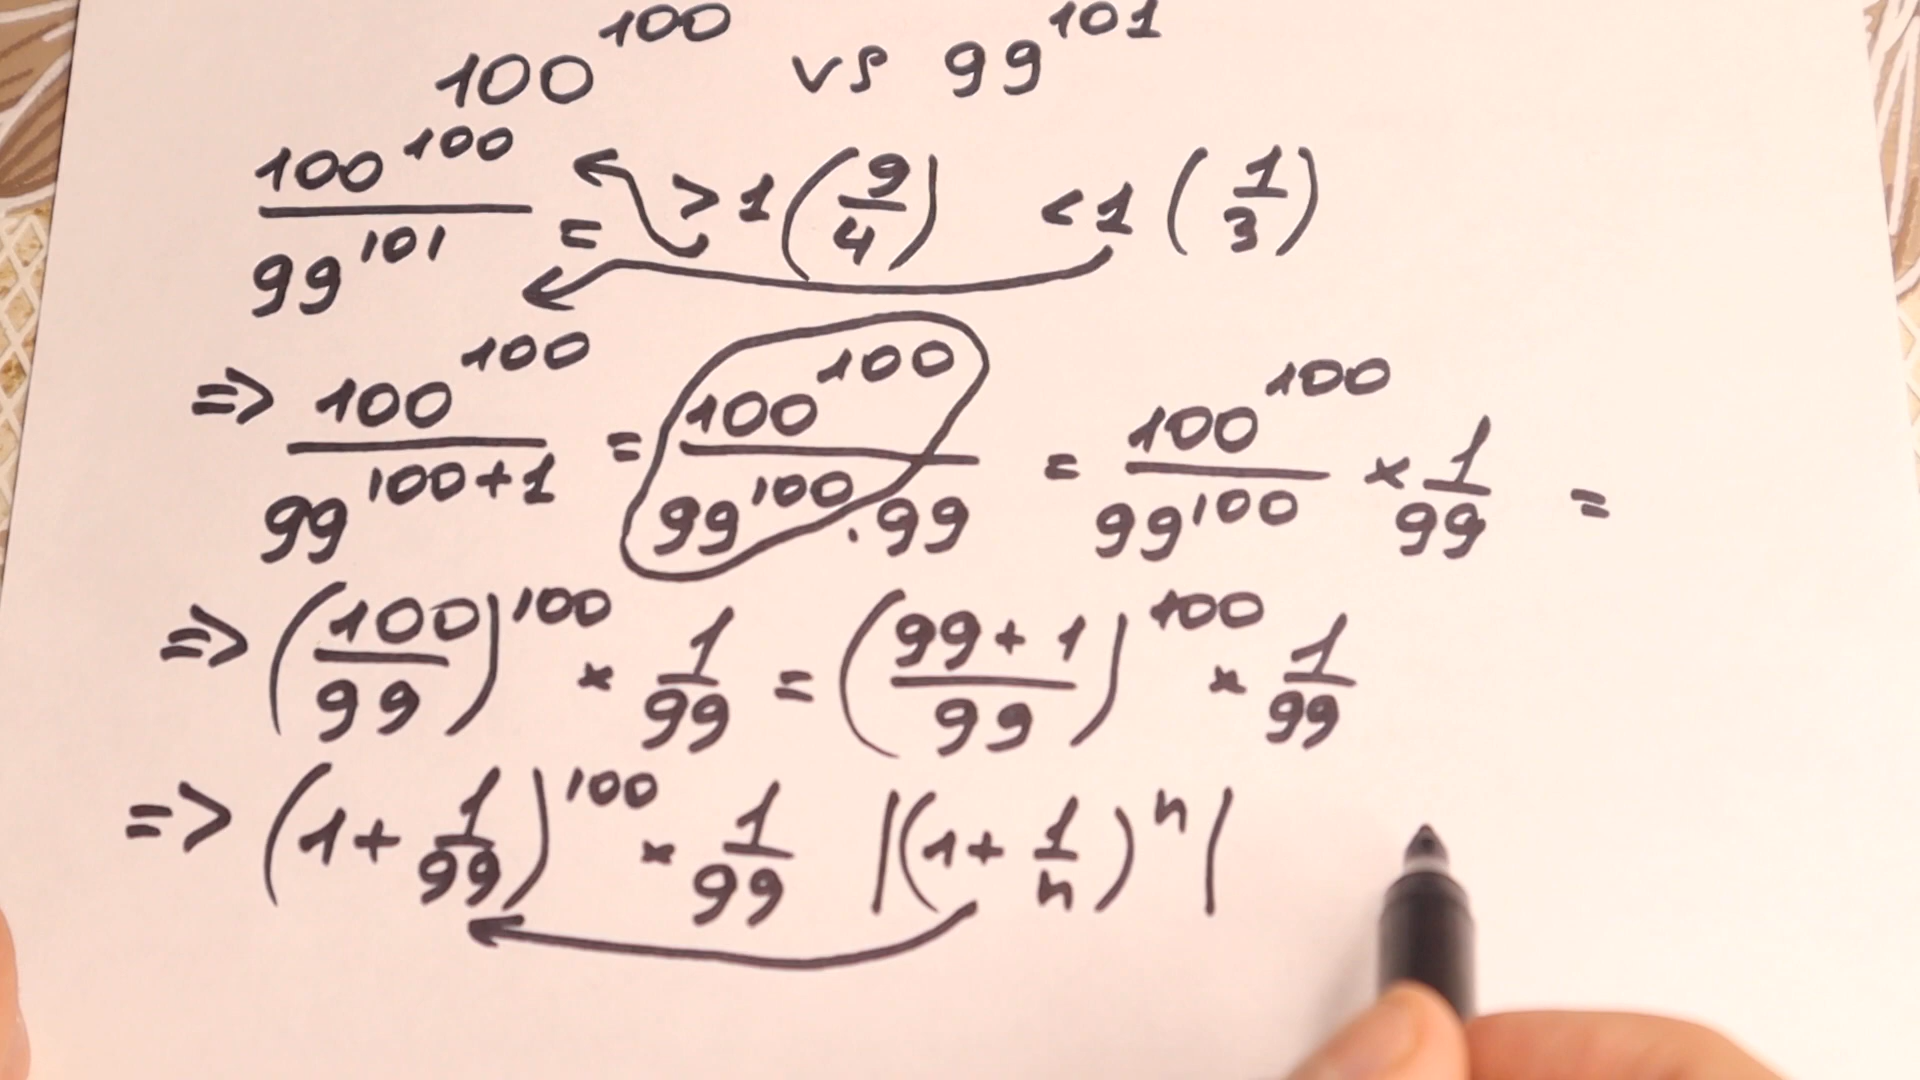 100^100 vs 99^101
100^100 / 99^101 = > 1 (9/4) < 1 (1/3)
=> 100^100 / 99^100+1 = 100^100 / 99^100 . 99 = 100^100 / 99^100 × 1/99 =
=> (100/99)^100 × 1/99 = (99+1 / 99)^100 × 1/99
=> (1 + 1/99)^100 × 1/99 |(1 + 1/n)^n|